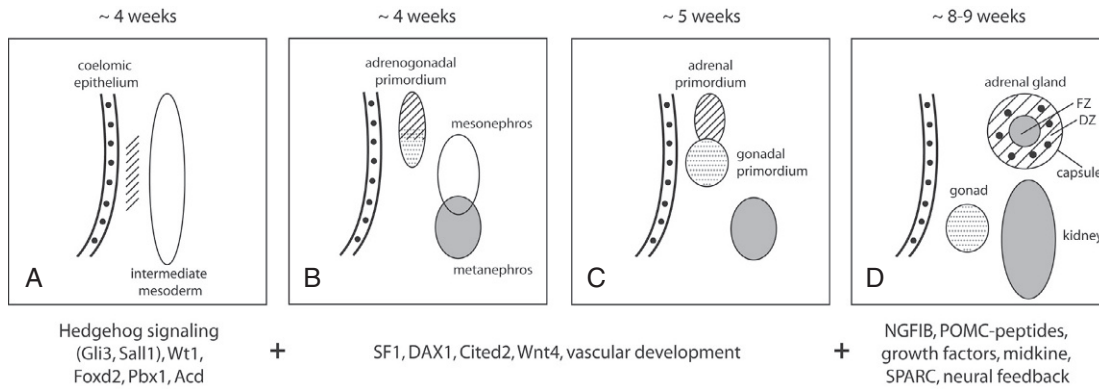 ~ 4 weeks
~ 4 weeks
~ 5 weeks
~ 8-9 weeks
coelomic
epithelium
intermediate
mesoderm
A
adrenogonadal
primordium
mesonephros
metanephros
B
adrenal
primordium
gonadal
primordium
C
adrenal gland
FZ
DZ
capsule
gonad
kidney
D
Hedgehog signaling
(Gli3, Sall1), Wt1,
Foxd2, Pbx1, Acd
+
SF1, DAX1, Cited2, Wnt4, vascular development
+
NGFIB, POMC-peptides,
growth factors, midkine,
SPARC, neural feedback